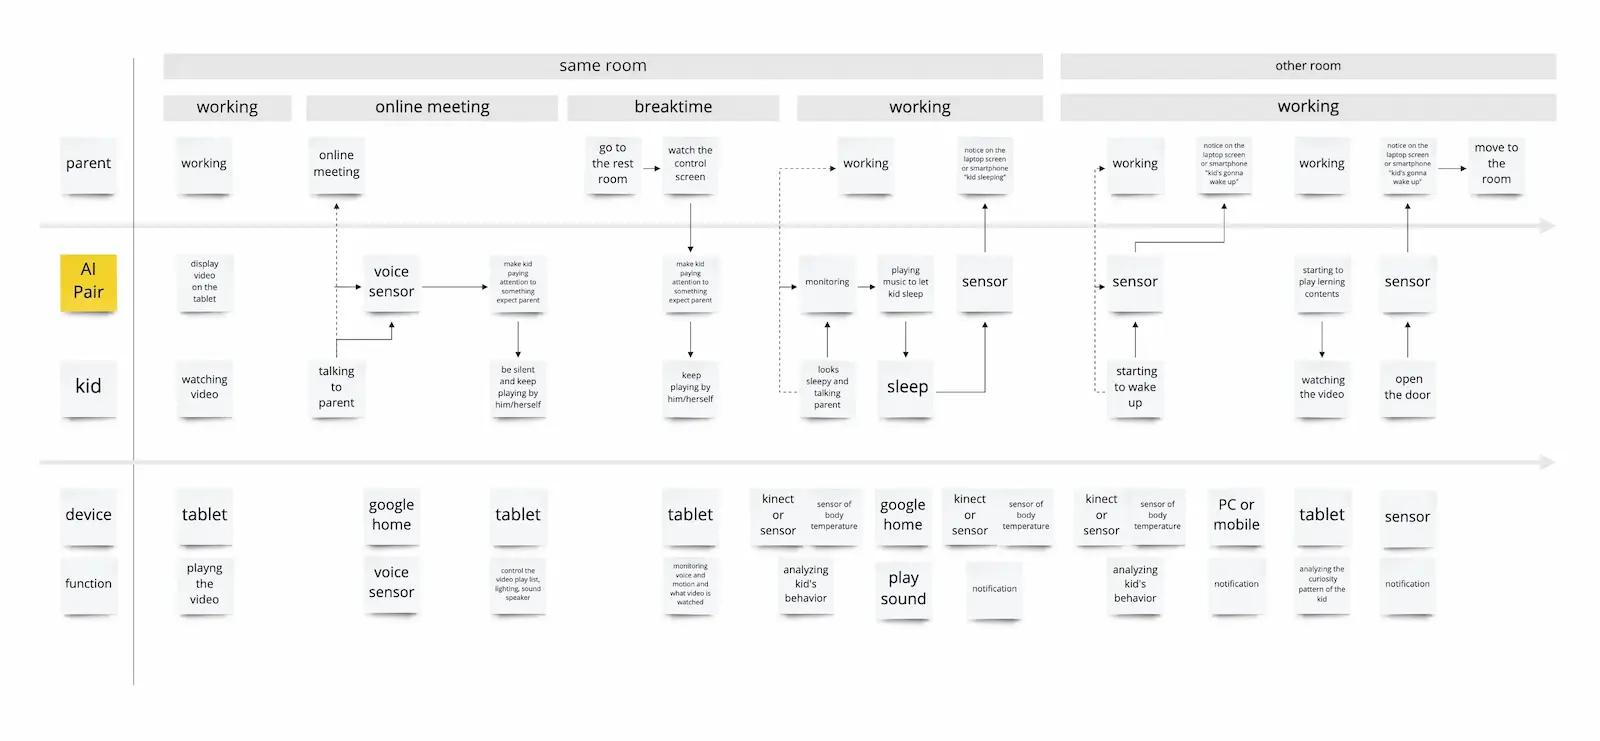 same room
other room
working
online meeting
breaktime
working
working
parent
working
online
meeting
go to
the rest
room
watch the
control
screen
working
notice on the
laptop screen
or smartphone
"kid sleeping"
working
notice on the
laptop screen
or smartphone
"kid's gonna
wake up"
working
notice on the
laptop screen
or smartphone
"kid's gonna
wake up"
move to
the
room
AI
Pair
display
video
on the
tablet
voice
sensor
make kid
paying
attention to
something
expect parent
make kid
paying
attention to
something
expect parent
monitoring
playing
music to let
kid sleep
sensor
sensor
starting to
play lerning
contents
sensor
kid
watching
video
talking
to
parent
be silent
and keep
playing by
him/herself
keep
playing by
him/herself
looks
sleepy and
talking
parent
sleep
starting
to wake
up
watching
the video
open
the door
device
tablet
google
home
tablet
tablet
kinect
or
sensor
sensor of
body
temperature
google
home
kinect
or
sensor
sensor of
body
temperature
kinect
or
sensor
sensor of
body
temperature
PC or
mobile
tablet
sensor
function
playng
the
video
voice
sensor
control the
video play list,
lighting, sound
speaker
monitoring
voice and
motion and
what video is
watched
analyzing
kid's
behavior
play
sound
notification
analyzing
kid's
behavior
notification
analyzing the
curiosity
pattern of the
kid
notification